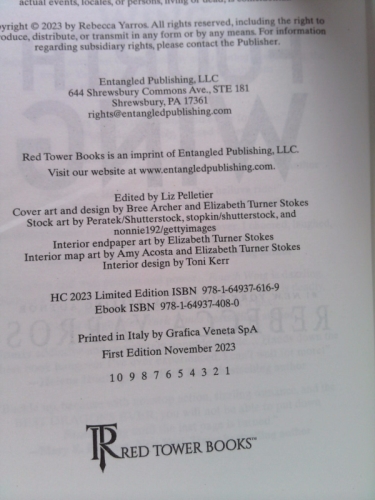 actual events, locales, or persons, living or dead, is
pyright © 2023 by Rebecca Yarros. All rights reserved, including the right to
oduce, distribute, or transmit in any form or by any means. For information
regarding subsidiary rights, please contact the Publisher.
Entangled Publishing, LLC
644 Shrewsbury Commons Ave., STE 181
Shrewsbury, PA 17361
rights@entangledpublishing.com
Red Tower Books is an imprint of Entangled Publishing, LLC.
Visit our website at www.entangledpublishing.com.
Edited by Liz Pelletier
Cover art and design by Bree Archer and Elizabeth Turner Stokes
Stock art by Peratek/Shutterstock, stopkin/shutterstock, and
nonnie192/gettyimages
Interior endpaper art by Elizabeth Turner Stokes
Interior map art by Amy Acosta and Elizabeth Turner Stokes
Interior design by Toni Kerr
HC 2023 Limited Edition ISBN 978-1-64937-616-9
Ebook ISBN 978-1-64937-408-0
Printed in Italy by Grafica Veneta SpA
First Edition November 2023
10 9 8 7 6 5 4 3 2 1
RED TOWER BOOKS™